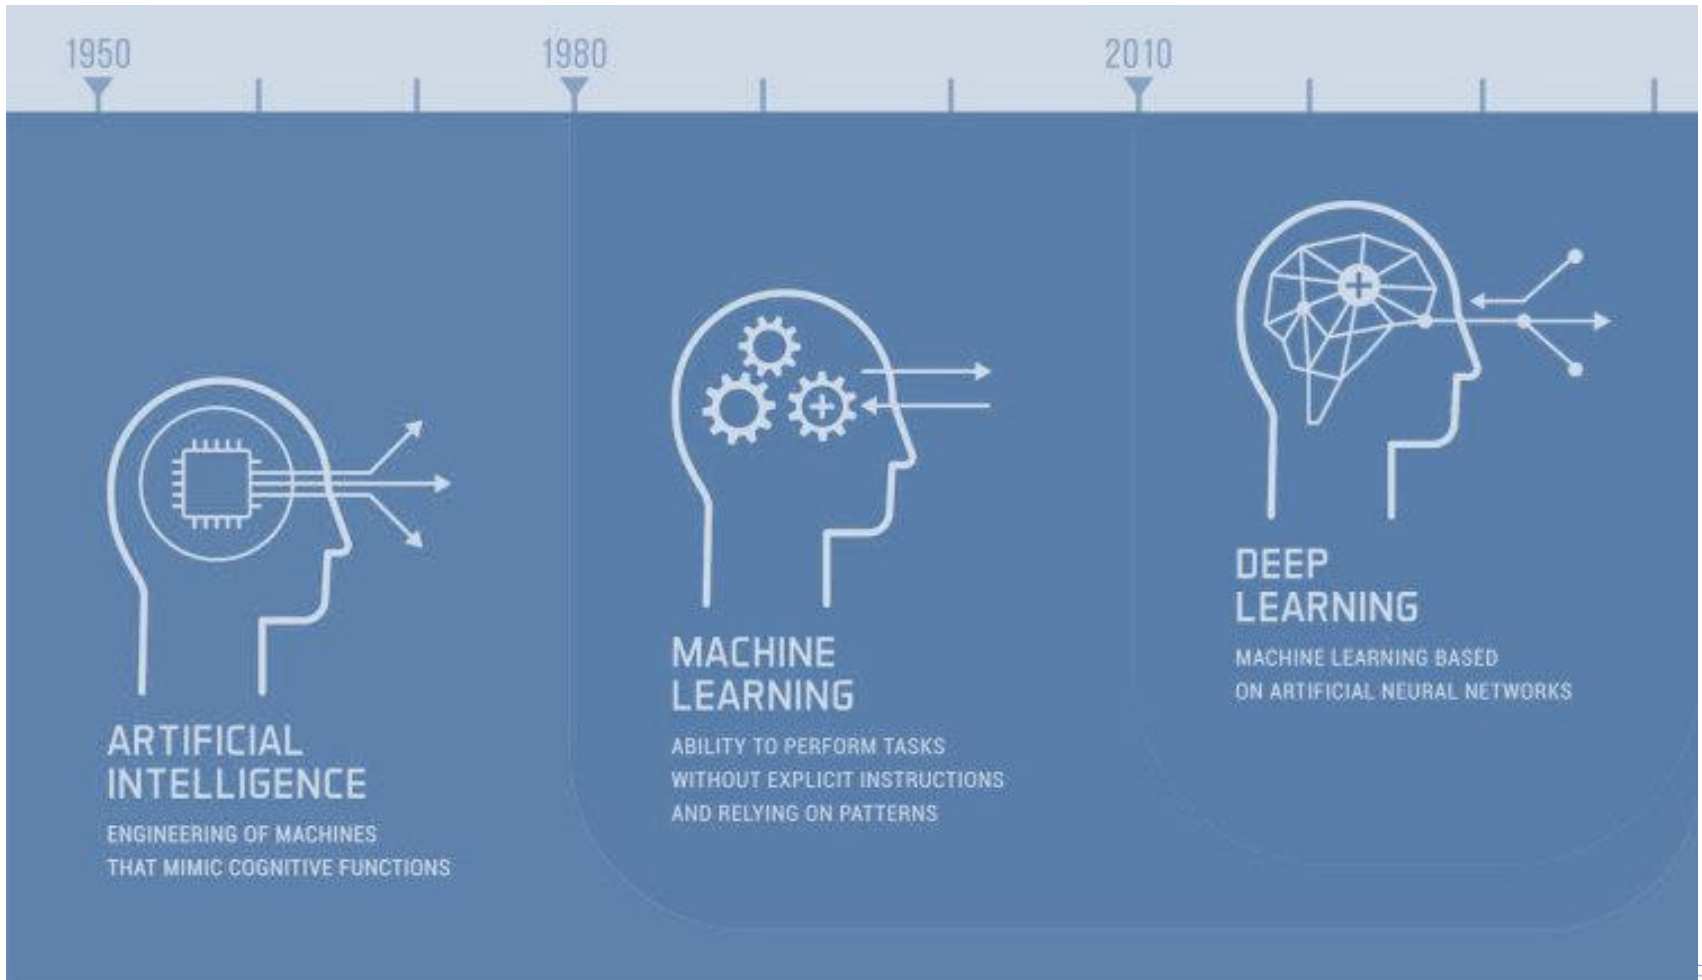 1950
1980
2010
ARTIFICIAL
INTELLIGENCE
ENGINEERING OF MACHINES
THAT MIMIC COGNITIVE FUNCTIONS
MACHINE
LEARNING
ABILITY TO PERFORM TASKS
WITHOUT EXPLICIT INSTRUCTIONS
AND RELYING ON PATTERNS
DEEP
LEARNING
MACHINE LEARNING BASED
ON ARTIFICIAL NEURAL NETWORKS